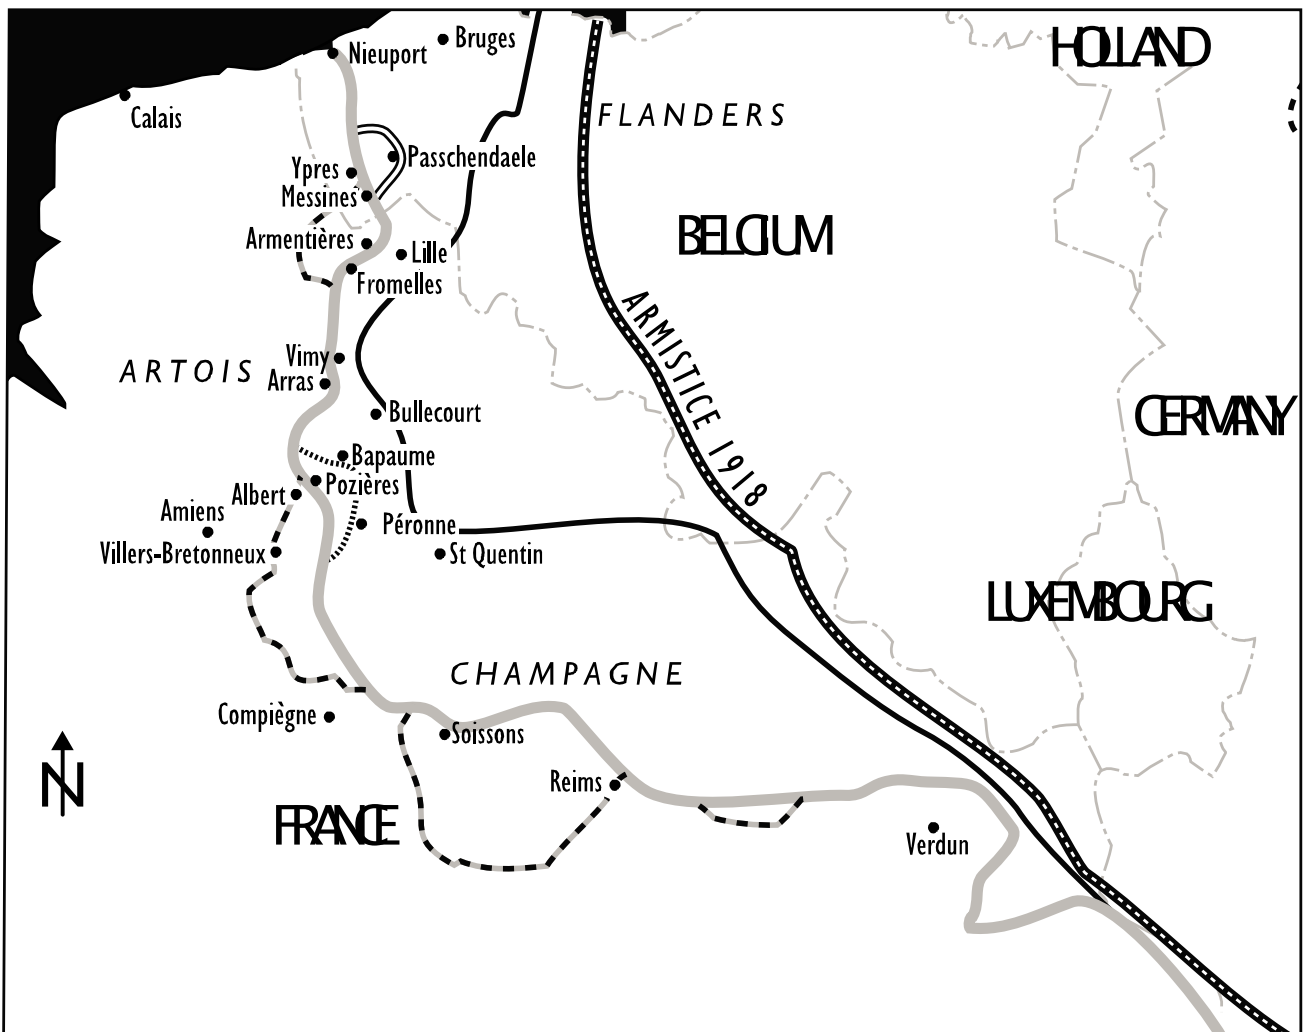 HOLLAND
Bruges
Nieuport
Calais
FLANDERS
Passchendaele
Ypres
Messines
BELGIUM
Armentières
Lille
Fromelles
ARMISTICE 1918
Vimy
ARTOIS
Arras
Bullecourt
GERMANY
Bapaume
Pozières
Albert
Amiens
Péronne
Villers-Bretonneux
St Quentin
LUXEMBOURG
CHAMPAGNE
Compiègne
Soissons
Reims
N
FRANCE
Verdun